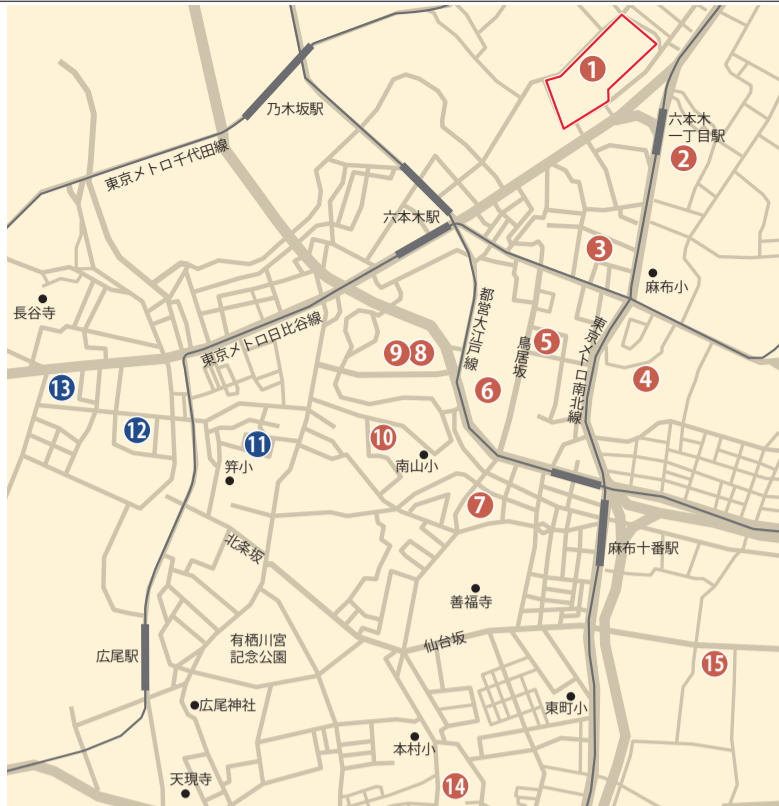 1
乃木坂駅
六本木
一丁目駅
2
東京メトロ千代田線
六本木駅
3
麻布小
長谷寺
都営大江戸線
鳥居坂
東京メトロ南北線
東京メトロ日比谷線
5
9
8
4
6
13
12
11
10
笄小
南山小
7
北条坂
麻布十番駅
善福寺
仙台坂
有栖川宮
記念公園
広尾駅
15
広尾神社
東町小
本村小
天現寺
14